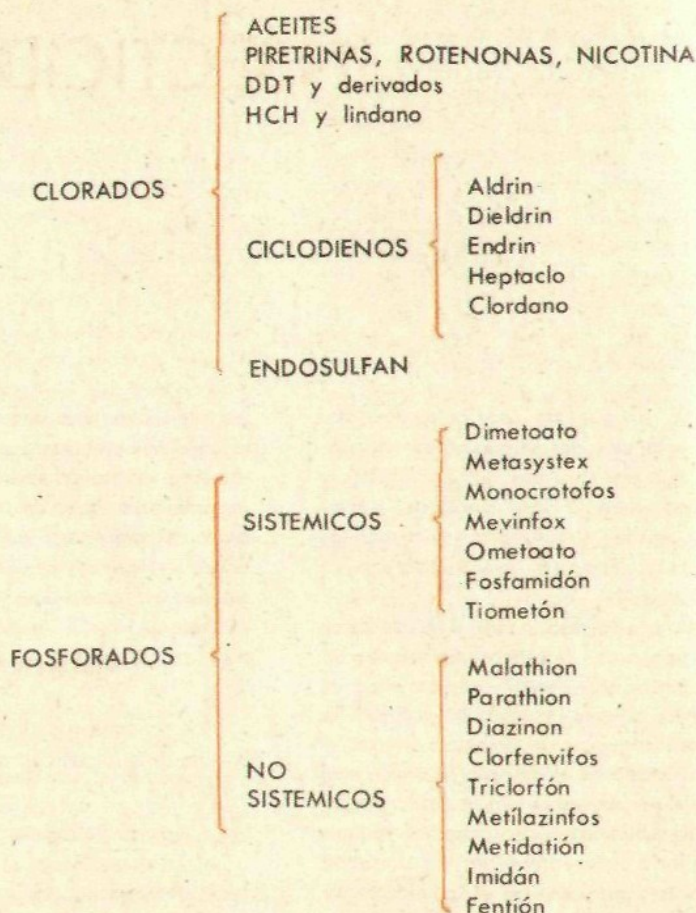 ACEITES
PIRETRINAS, ROTENONAS, NICOTINA
DDT y derivados
HCH y lindano
CLORADOS
CICLODIENOS
Aldrin
Dieldrin
Endrin
Heptaclo
Clordano
ENDOSULFAN
FOSFORADOS
SISTEMICOS
Dimetoato
Metasystex
Monocrotofos
Mevinfox
Ometoato
Fosfamidón
Tiometón
NO
SISTEMICOS
Malathion
Parathion
Diazinon
Clorfenvifos
Triclorfón
Metílazinfos
Metidatión
Imidán
Fentión